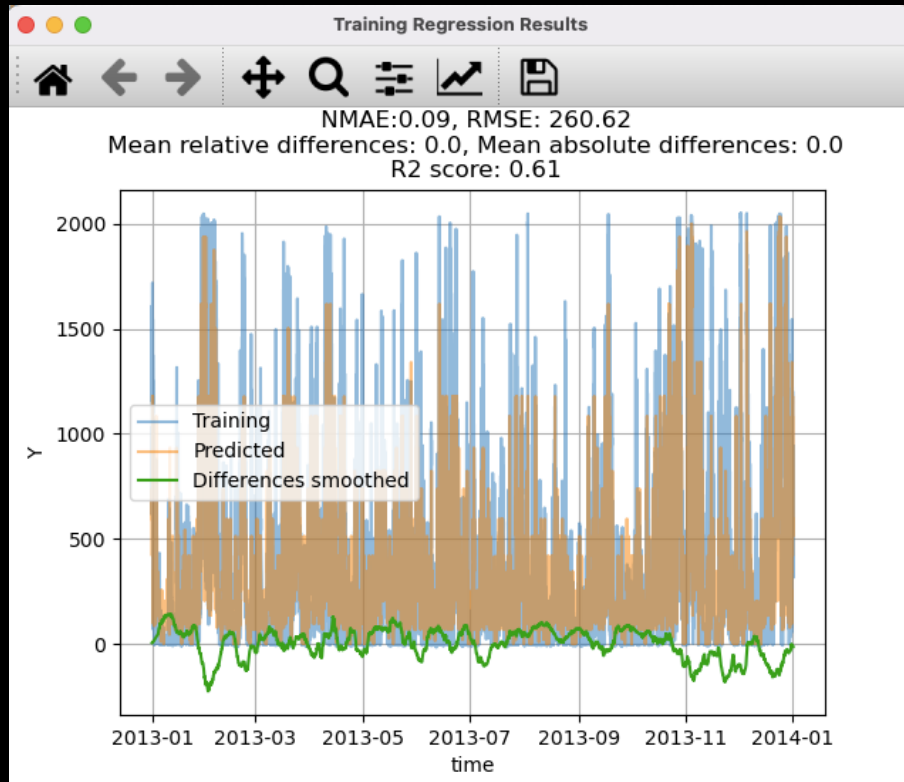 Training Regression Results
NMAE:0.09, RMSE: 260.62
Mean relative differences: 0.0, Mean absolute differences: 0.0
R2 score: 0.61
2000
1500
1000
500
0
Y
Training
Predicted
Differences smoothed
2013-01 2013-03 2013-05 2013-07 2013-09 2013-11 2014-01
time